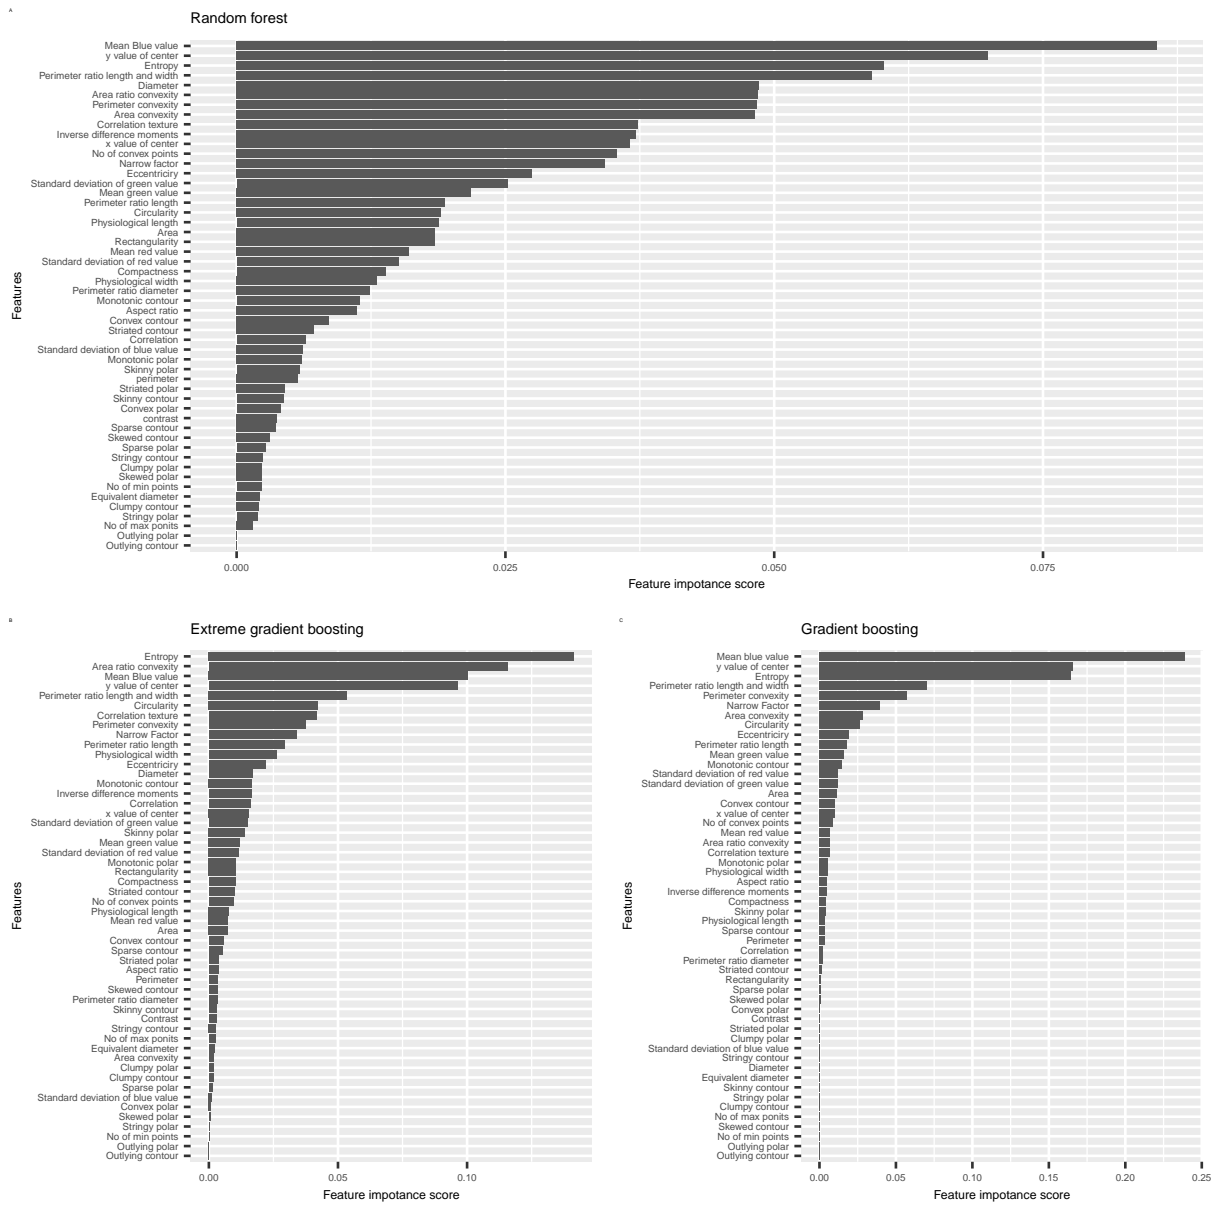 A
Random forest
Mean Blue value
y value of center
Entropy
Perimeter ratio length and width
Diameter
Area ratio convexity
Perimeter convexity
Area convexity
Correlation texture
Inverse difference moments
x value of center
No of convex points
Narrow factor
Eccentriciry
Standard deviation of green value
Mean green value
Perimeter ratio length
Circularity
Physiological length
Area
Rectangularity
Mean red value
Standard deviation of red value
Compactness
Physiological width
Perimeter ratio diameter
Monotonic contour
Aspect ratio
Convex contour
Striated contour
Correlation
Standard deviation of blue value
Monotonic polar
Skinny polar
perimeter
Striated polar
Skinny contour
Convex polar
contrast
Sparse contour
Skewed contour
Sparse polar
Stringy contour
Clumpy polar
Skewed polar
No of min points
Equivalent diameter
Clumpy contour
Stringy polar
No of max ponits
Outlying polar
Outlying contour
Features
0.000 0.025 0.050 0.075
Feature impotance score
B
Extreme gradient boosting
Entropy
Area ratio convexity
Mean Blue value
y value of center
Perimeter ratio length and width
Circularity
Correlation texture
Perimeter convexity
Narrow Factor
Perimeter ratio length
Physiological width
Eccentriciry
Diameter
Monotonic contour
Inverse difference moments
Correlation
x value of center
Standard deviation of green value
Skinny polar
Mean green value
Standard deviation of red value
Monotonic polar
Rectangularity
Compactness
Striated contour
No of convex points
Physiological length
Mean red value
Area
Convex contour
Sparse contour
Striated polar
Aspect ratio
Perimeter
Skewed contour
Perimeter ratio diameter
Skinny contour
Contrast
Stringy contour
No of max ponits
Equivalent diameter
Area convexity
Clumpy polar
Clumpy contour
Sparse polar
Standard deviation of blue value
Convex polar
Skewed polar
Stringy polar
No of min points
Outlying polar
Outlying contour
Features
0.00 0.05 0.10
Feature impotance score
C
Gradient boosting
Mean blue value
y value of center
Entropy
Perimeter ratio length and width
Perimeter convexity
Narrow Factor
Area convexity
Circularity
Eccentriciry
Perimeter ratio length
Mean green value
Monotonic contour
Standard deviation of red value
Standard deviation of green value
Area
Convex contour
x value of center
No of convex points
Mean red value
Area ratio convexity
Correlation texture
Monotonic polar
Physiological width
Aspect ratio
Inverse difference moments
Compactness
Skinny polar
Physiological length
Sparse contour
Perimeter
Correlation
Perimeter ratio diameter
Striated contour
Rectangularity
Sparse polar
Skewed polar
Convex polar
Contrast
Striated polar
Clumpy polar
Standard deviation of blue value
Stringy contour
Diameter
Equivalent diameter
Skinny contour
Stringy polar
Clumpy contour
No of max ponits
Skewed contour
No of min points
Outlying polar
Outlying contour
Features
0.00 0.05 0.10 0.15 0.20 0.25
Feature impotance score